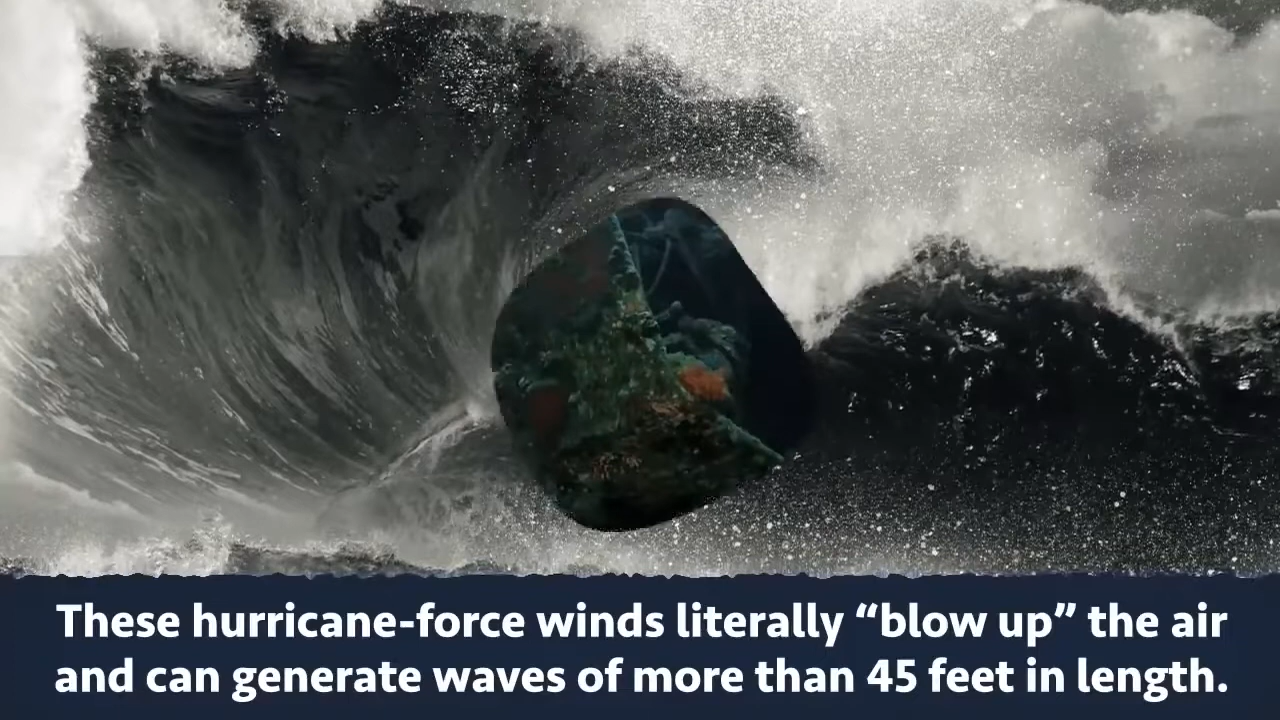 These hurricane-force winds literally “blow up” the air
and can generate waves of more than 45 feet in length.